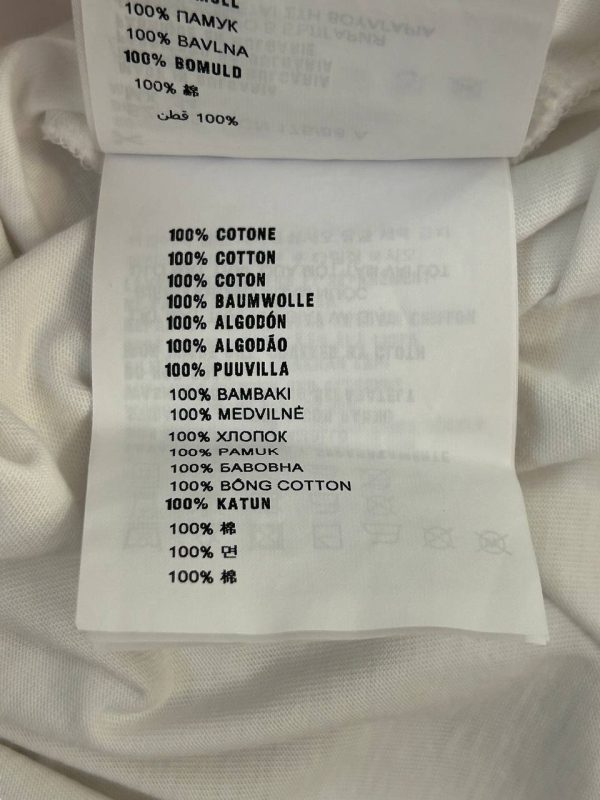 100% ПАМУК
100% BAVLNA
100% BOMULD
100% 棉
100% قطن
100% COTONE
100% COTTON
100% COTON
100% BAUMWOLLE
100% ALGODÓN
100% ALGODÃO
100% PUUVILLA
100% BAMBAKI
100% MEDVILNĖ
100% ХЛОПОК
100% PAMUK
100% БАВОВНА
100% BÔNG COTTON
100% KATUN
100% 棉
100% 면
100% 棉